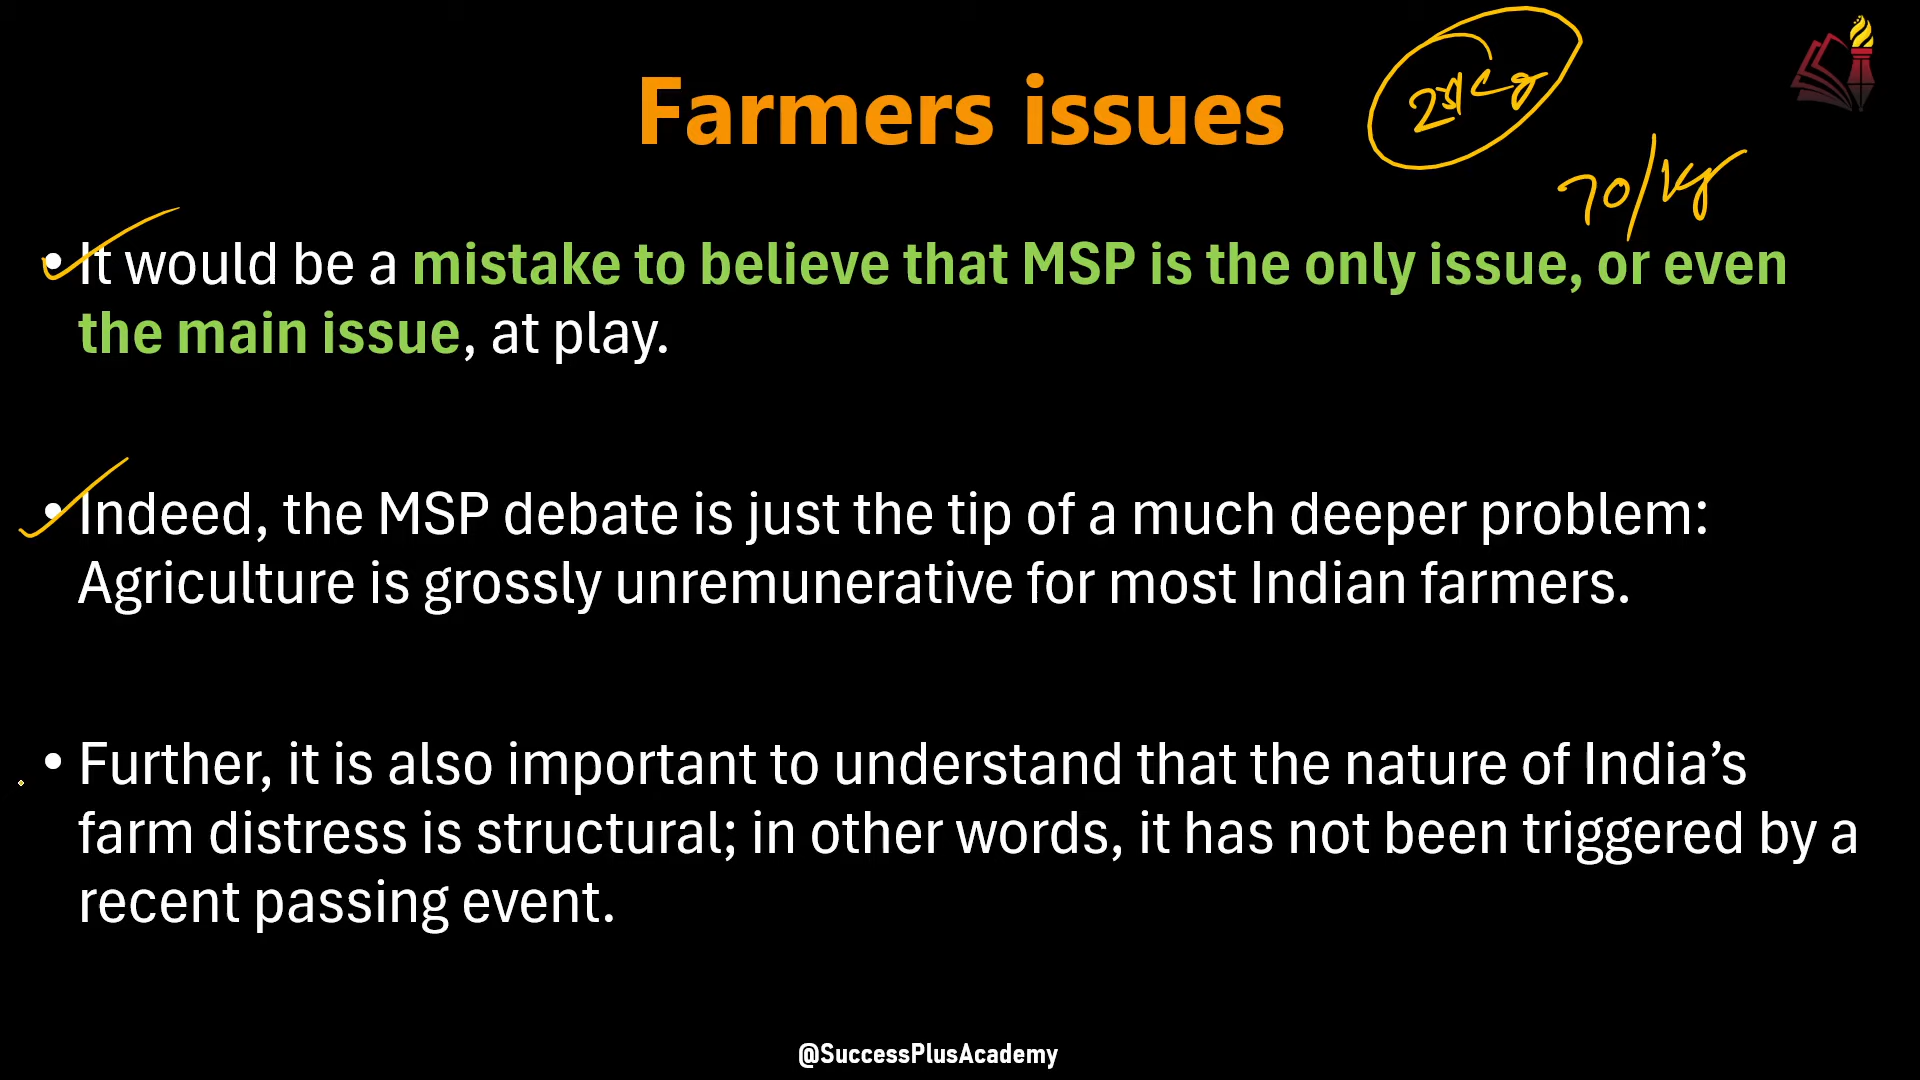 Farmers issues
70/kg
• It would be a mistake to believe that MSP is the only issue, or even
the main issue, at play.
• Indeed, the MSP debate is just the tip of a much deeper problem:
Agriculture is grossly unremunerative for most Indian farmers.
• Further, it is also important to understand that the nature of India’s
farm distress is structural; in other words, it has not been triggered by a
recent passing event.
@SuccessPlusAcademy